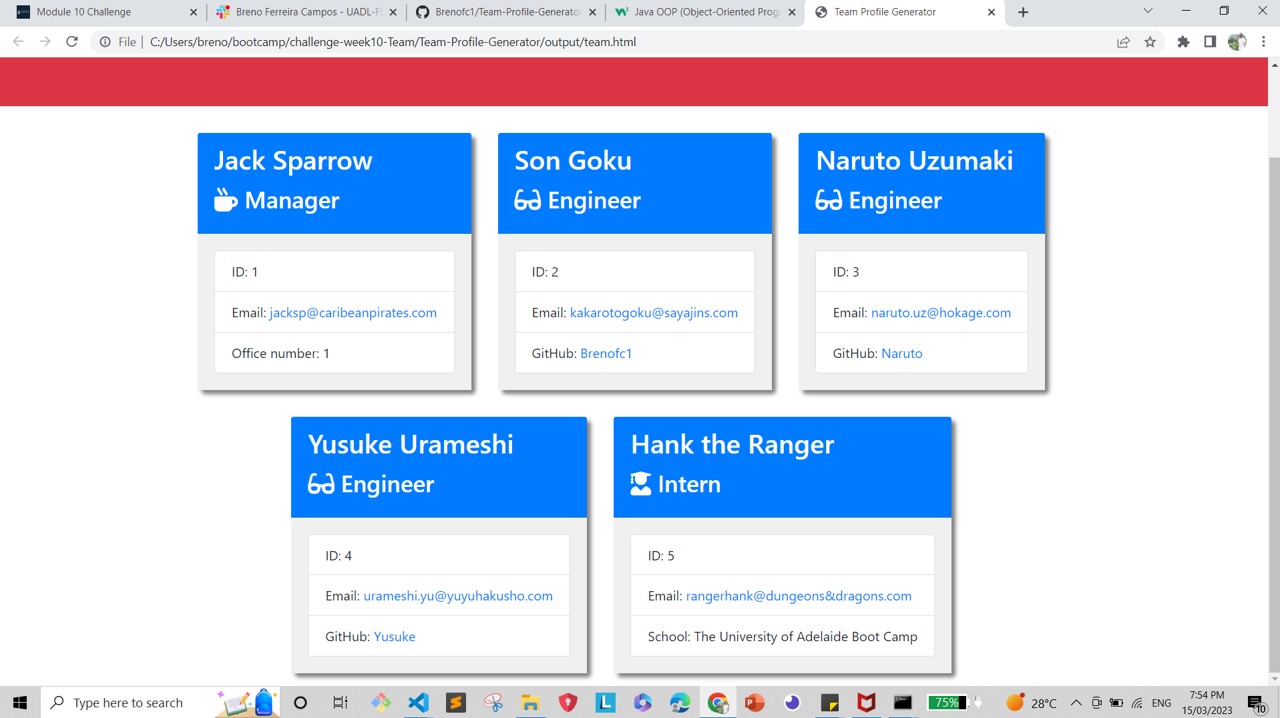 Module 10 Challenge
Breno Ferreira Campos - UADL-F
Brenofc1/Team-Profile-Generator
Java OOP (Object-Oriented Prog
Team Profile Generator
File
C:/Users/breno/bootcamp/challenge-week10-Team/Team-Profile-Generator/output/team.html
Jack Sparrow
Manager
ID: 1
Email: jacksp@caribeanpirates.com
Office number: 1
Son Goku
Engineer
ID: 2
Email: kakarotogoku@sayajins.com
GitHub: Brenofc1
Naruto Uzumaki
Engineer
ID: 3
Email: naruto.uz@hokage.com
GitHub: Naruto
Yusuke Urameshi
Engineer
ID: 4
Email: urameshi.yu@yuyuhakusho.com
GitHub: Yusuke
Hank the Ranger
Intern
ID: 5
Email: rangerhank@dungeons&dragons.com
School: The University of Adelaide Boot Camp
Type here to search
75%
28°C
ENG
7:54 PM
15/03/2023
10